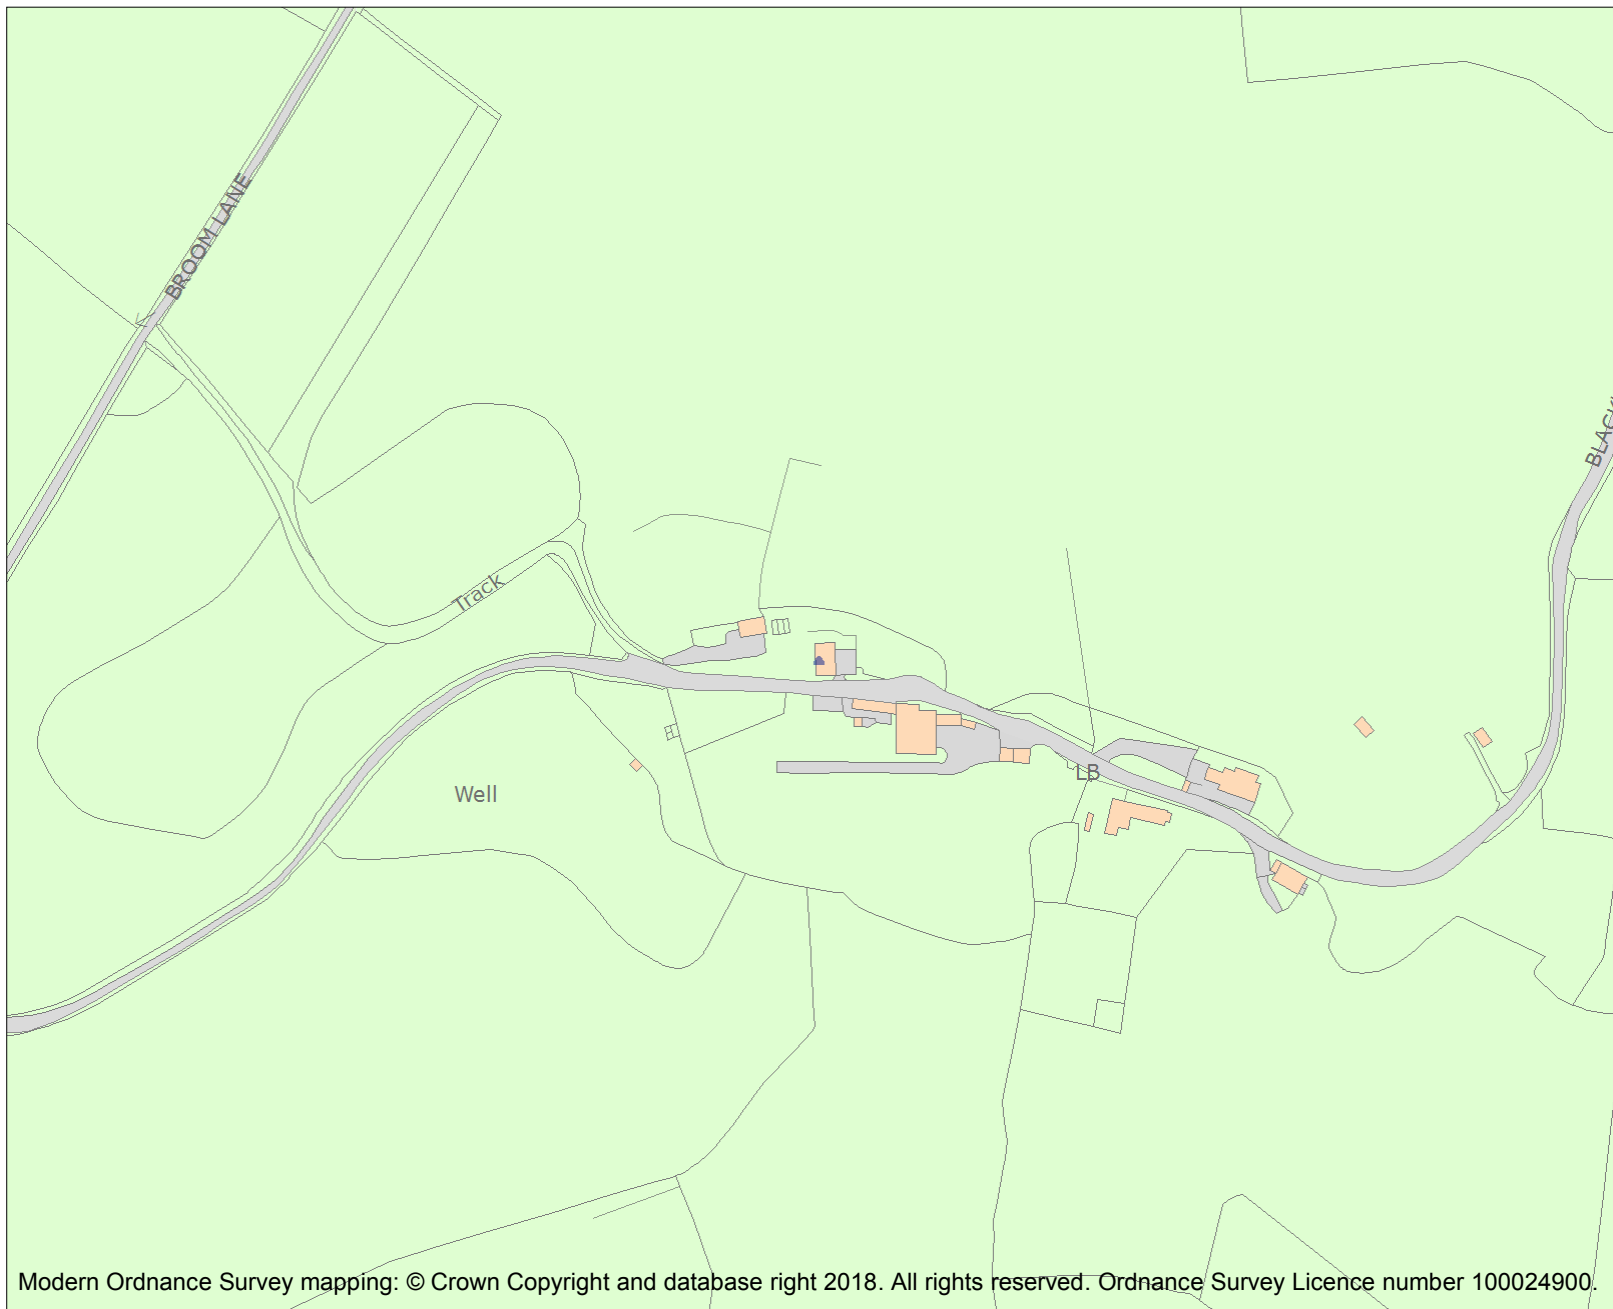 BROOM LANE
Track
LB
Well
Modern Ordnance Survey mapping: © Crown Copyright and database right 2018. All rights reserved. Ordnance Survey Licence number 100024900.